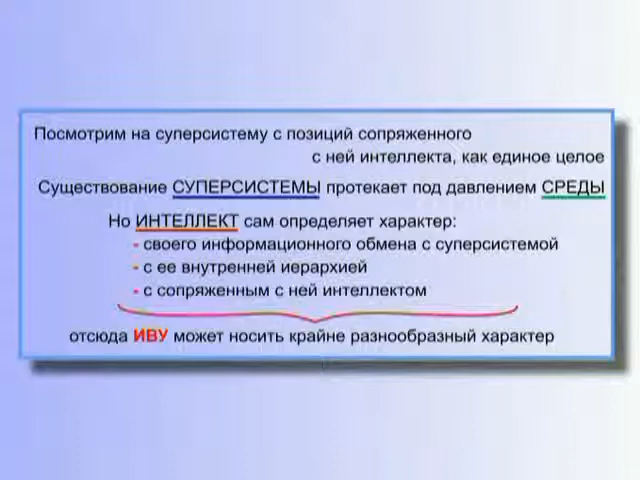 Посмотрим на суперсистему с позиций сопряженного
с ней интеллекта, как единое целое
Существование СУПЕРСИСТЕМЫ протекает под давлением СРЕДЫ
Но ИНТЕЛЛЕКТ сам определяет характер:
- своего информационного обмена с суперсистемой
- с ее внутренней иерархией
- с сопряженным с ней интеллектом
отсюда ИВУ может носить крайне разнообразный характер